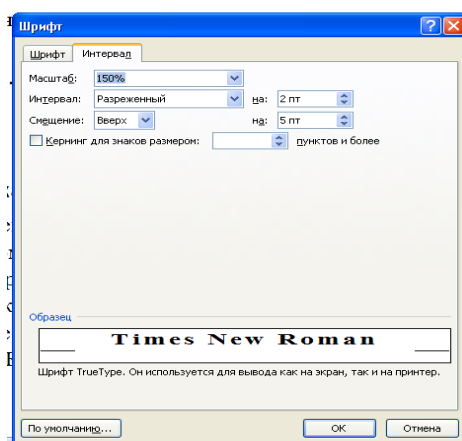 Шрифт
Шрифт Интервал
Масштаб: 150%
Интервал: Разреженный на: 2 пт
Смещение: Вверх на: 5 пт
Кернинг для знаков размером: пунктов и более
Образец
Times New Roman
Шрифт TrueType. Он используется для вывода как на экран, так и на принтер.
По умолчанию... ОК Отмена